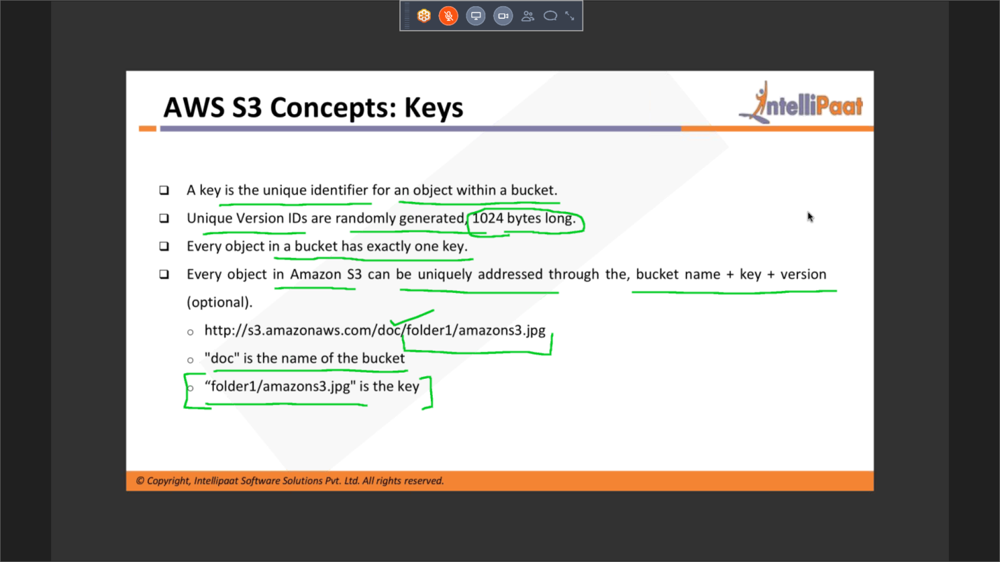 AWS S3 Concepts: Keys
IntelliPaat
A key is the unique identifier for an object within a bucket.
Unique Version IDs are randomly generated, 1024 bytes long.
Every object in a bucket has exactly one key.
Every object in Amazon S3 can be uniquely addressed through the, bucket name + key + version
(optional).
http://s3.amazonaws.com/doc/folder1/amazons3.jpg
"doc" is the name of the bucket
“folder1/amazons3.jpg" is the key
© Copyright, Intellipaat Software Solutions Pvt. Ltd. All rights reserved.